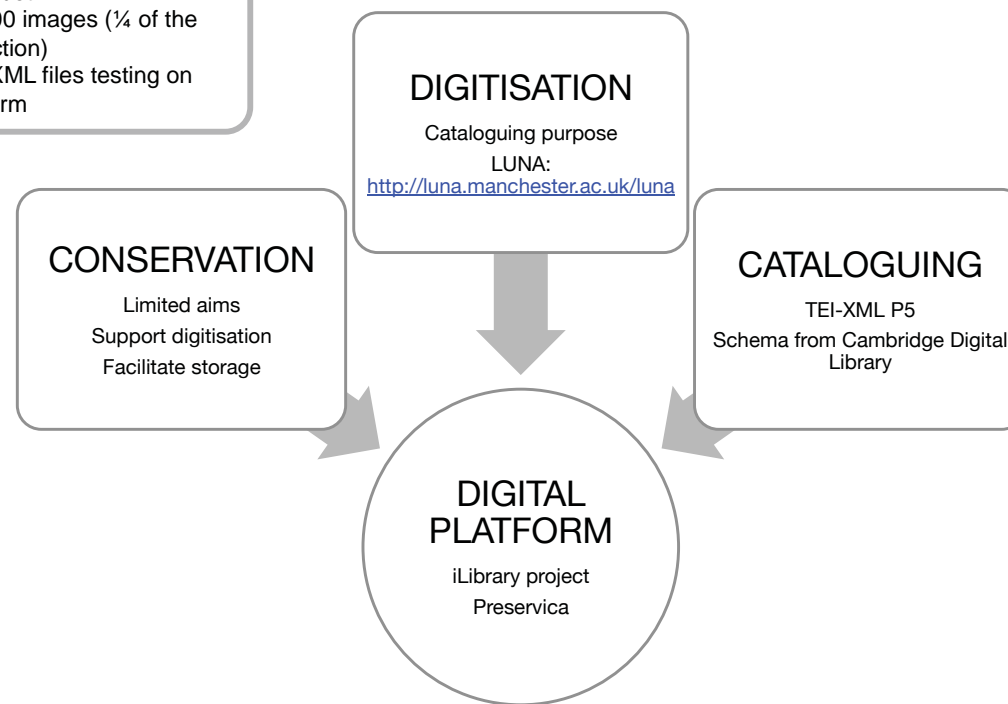 00 images (¼ of the
ction)
XML files testing on
rm
DIGITISATION
Cataloguing purpose
LUNA:
http://luna.manchester.ac.uk/luna
CONSERVATION
Limited aims
Support digitisation
Facilitate storage
CATALOGUING
TEI-XML P5
Schema from Cambridge Digital
Library
DIGITAL
PLATFORM
iLibrary project
Preservica